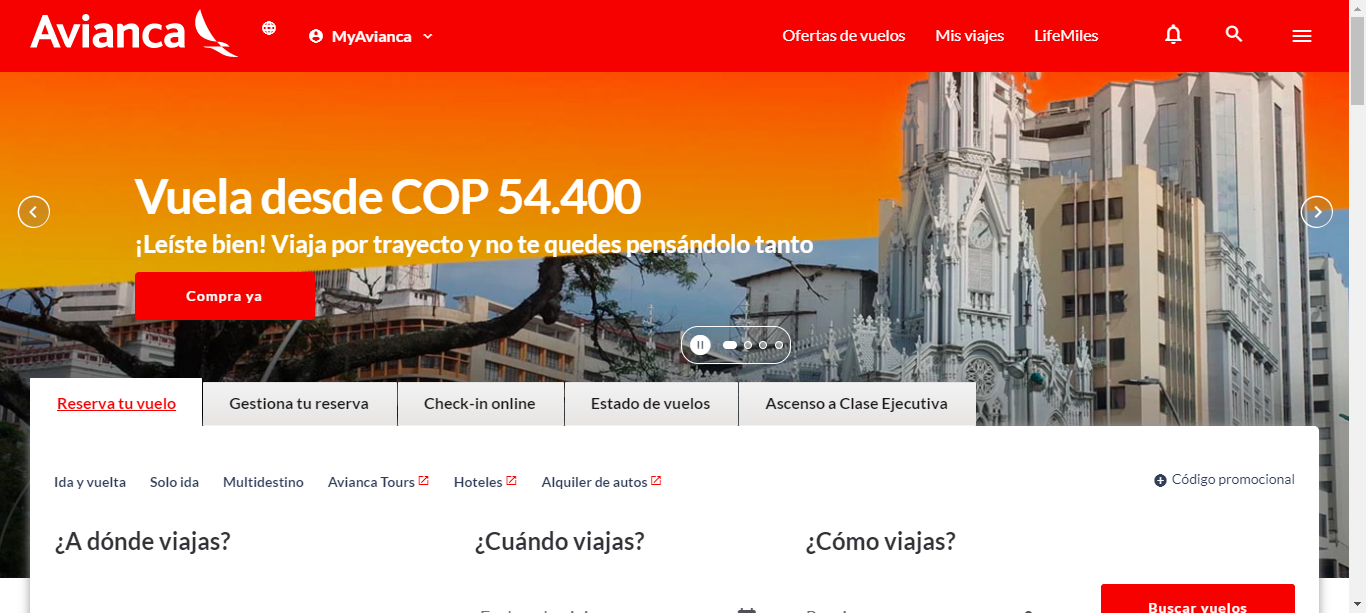 Avianca
MyAvianca
Ofertas de vuelos
Mis viajes
LifeMiles
Vuela desde COP 54.400
¡Leíste bien! Viaja por trayecto y no te quedes pensándolo tanto
Compra ya
Reserva tu vuelo
Gestiona tu reserva
Check-in online
Estado de vuelos
Ascenso a Clase Ejecutiva
Ida y vuelta
Solo ida
Multidestino
Avianca Tours
Hoteles
Alquiler de autos
Código promocional
¿A dónde viajas?
¿Cuándo viajas?
¿Cómo viajas?
Buscar vuelos